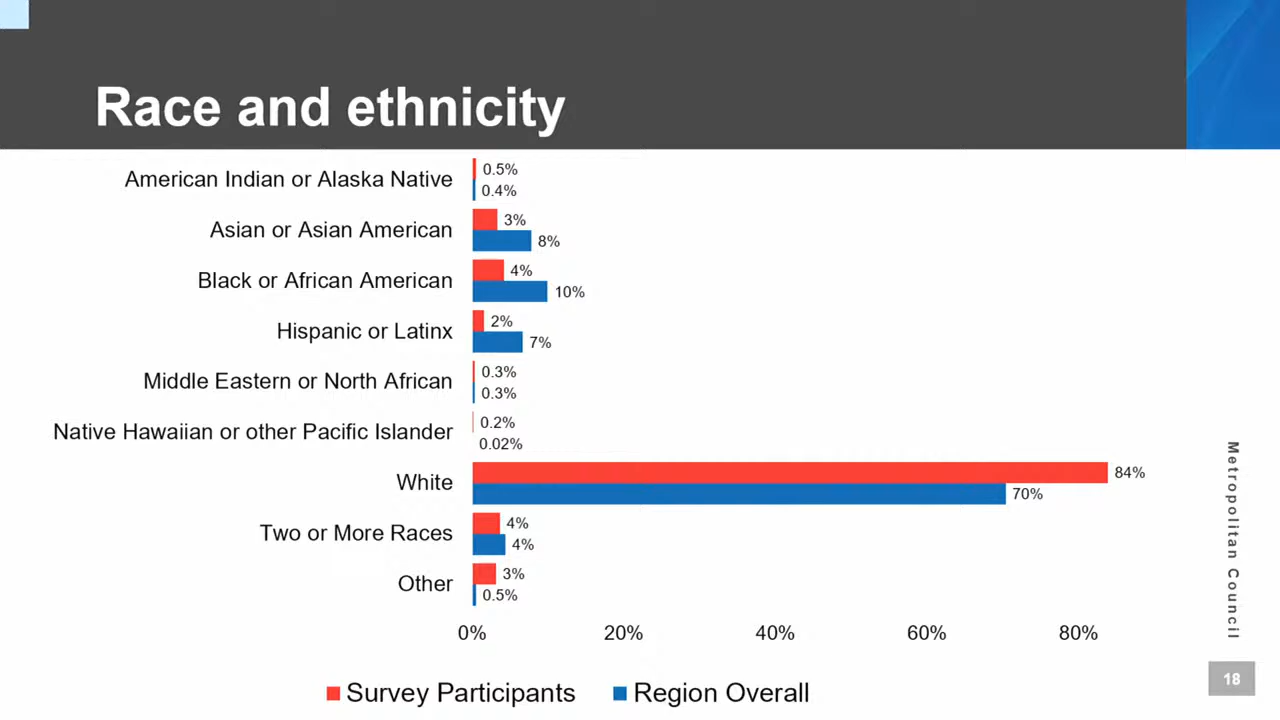 Race and ethnicity
American Indian or Alaska Native
0.5%
0.4%
Asian or Asian American
3%
8%
Black or African American
4%
10%
Hispanic or Latinx
2%
7%
Middle Eastern or North African
0.3%
0.3%
Native Hawaiian or other Pacific Islander
0.2%
0.02%
White
84%
70%
Two or More Races
4%
4%
Other
3%
0.5%
0% 20% 40% 60% 80%
Survey Participants Region Overall
Metropolitan Council
18